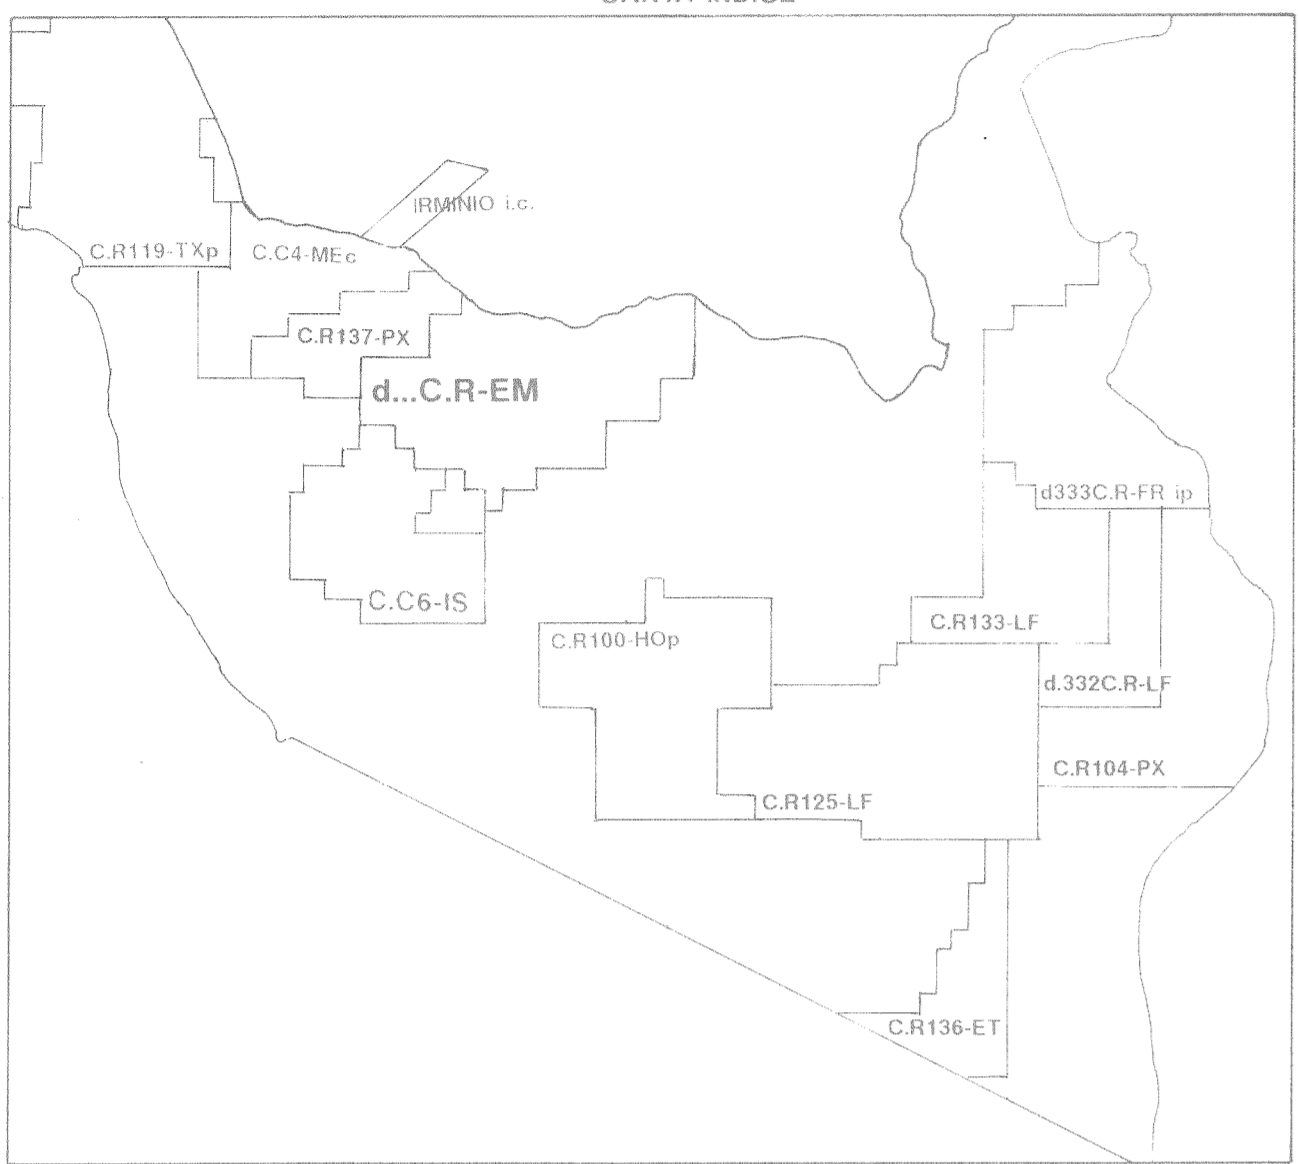 IRMINIO i.c.
C.R119-TXp
C.C4-MEc
C.R137-PX
d...C.R-EM
d333C.R-FR ip
C.C6-IS
C.R133-LF
C.R100-HOp
d.332C.R-LF
C.R104-PX
C.R125-LF
C.R136-ET